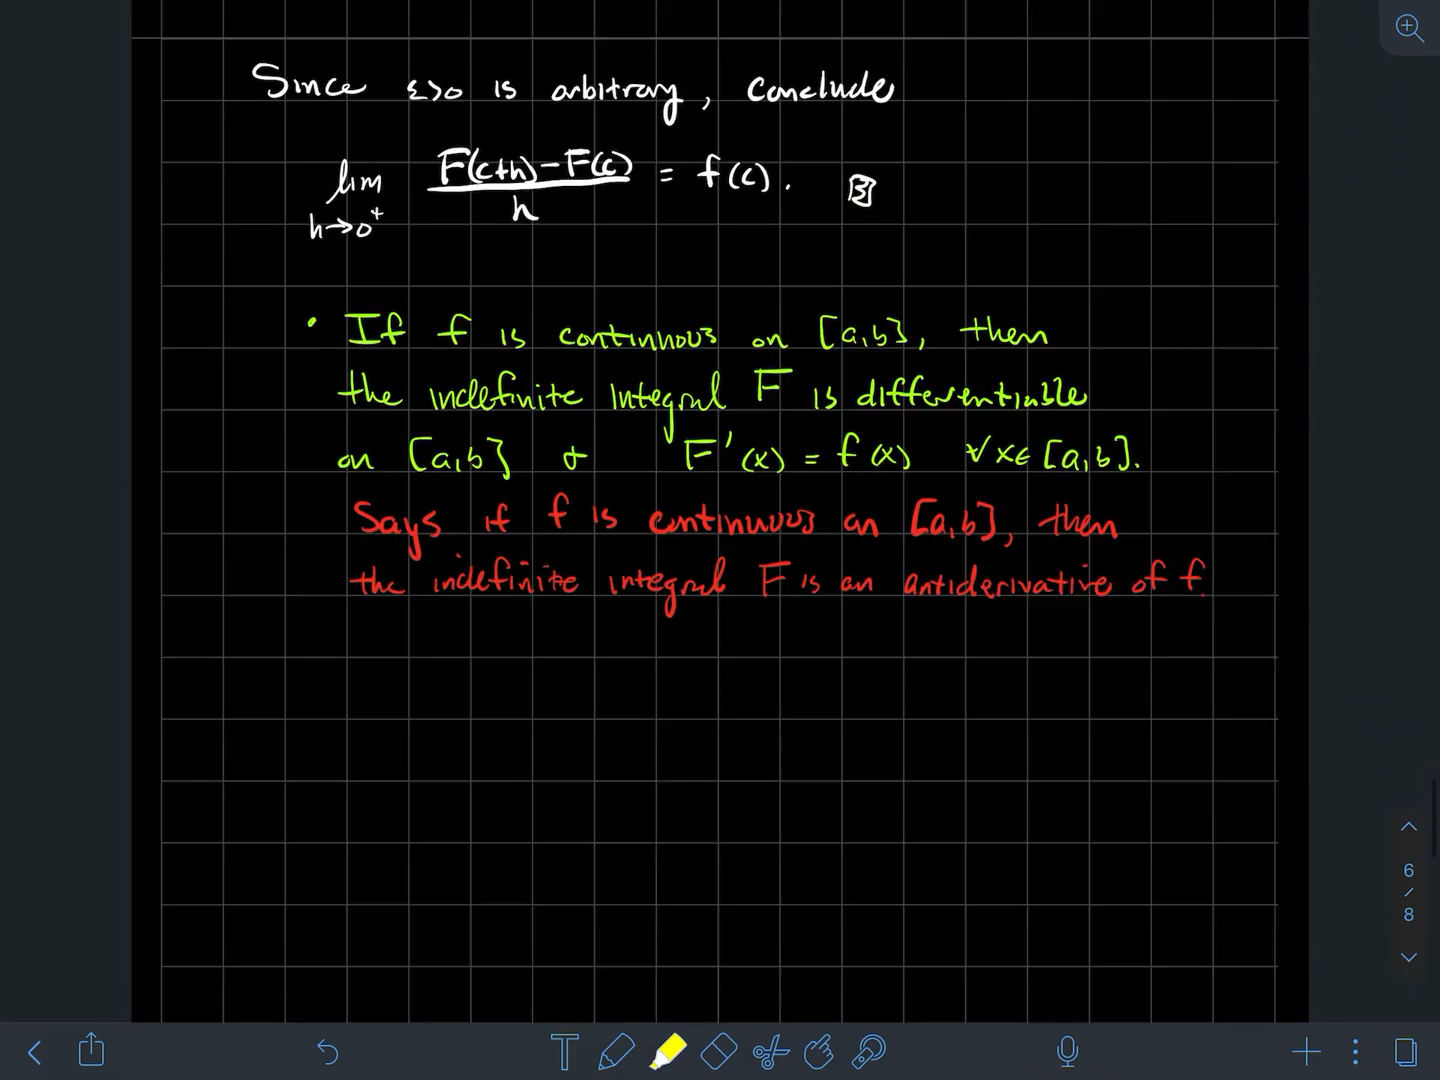 Since ε>0 is arbitrary, conclude
lim h→0⁺ F(c+h)-F(c) / h = f(c).
• If f is continuous on [a,b], then
the indefinite integral F is differentiable
on [a,b] & F'(x) = f(x) ∀x∈[a,b].
Says if f is continuous on [a,b], then
the indefinite integral F is an antiderivative of f.
6
/
8
T